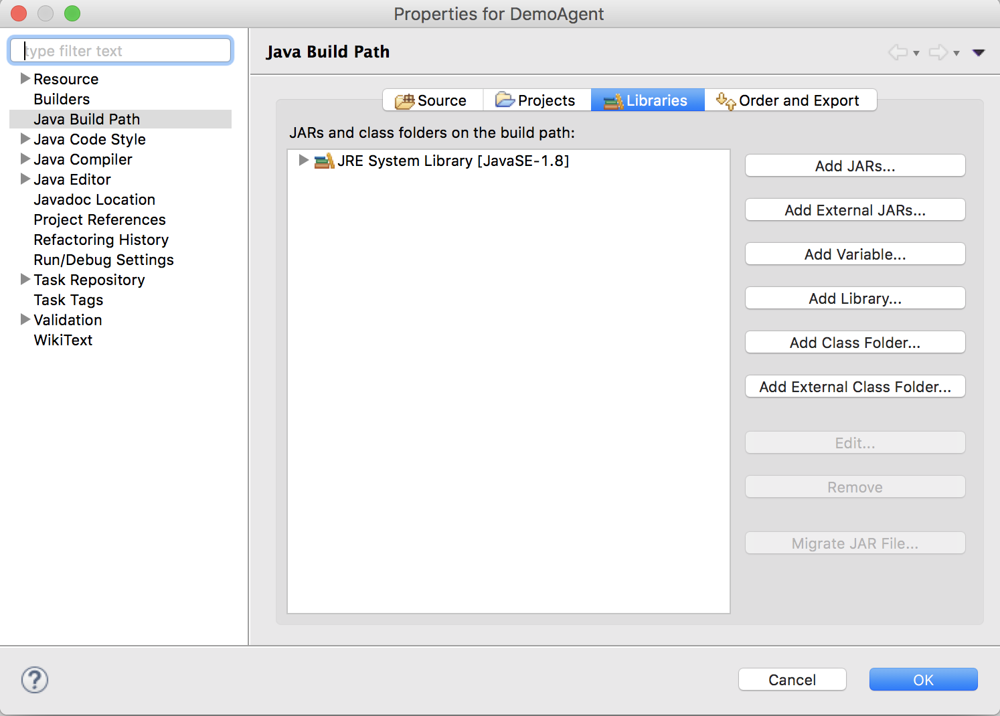 Properties for DemoAgent
type filter text
Resource
Builders
Java Build Path
Java Code Style
Java Compiler
Java Editor
Javadoc Location
Project References
Refactoring History
Run/Debug Settings
Task Repository
Task Tags
Validation
WikiText
Java Build Path
Source Projects Libraries Order and Export
JARs and class folders on the build path:
JRE System Library [JavaSE-1.8]
Add JARs...
Add External JARs...
Add Variable...
Add Library...
Add Class Folder...
Add External Class Folder...
Edit...
Remove
Migrate JAR File...
?
Cancel OK